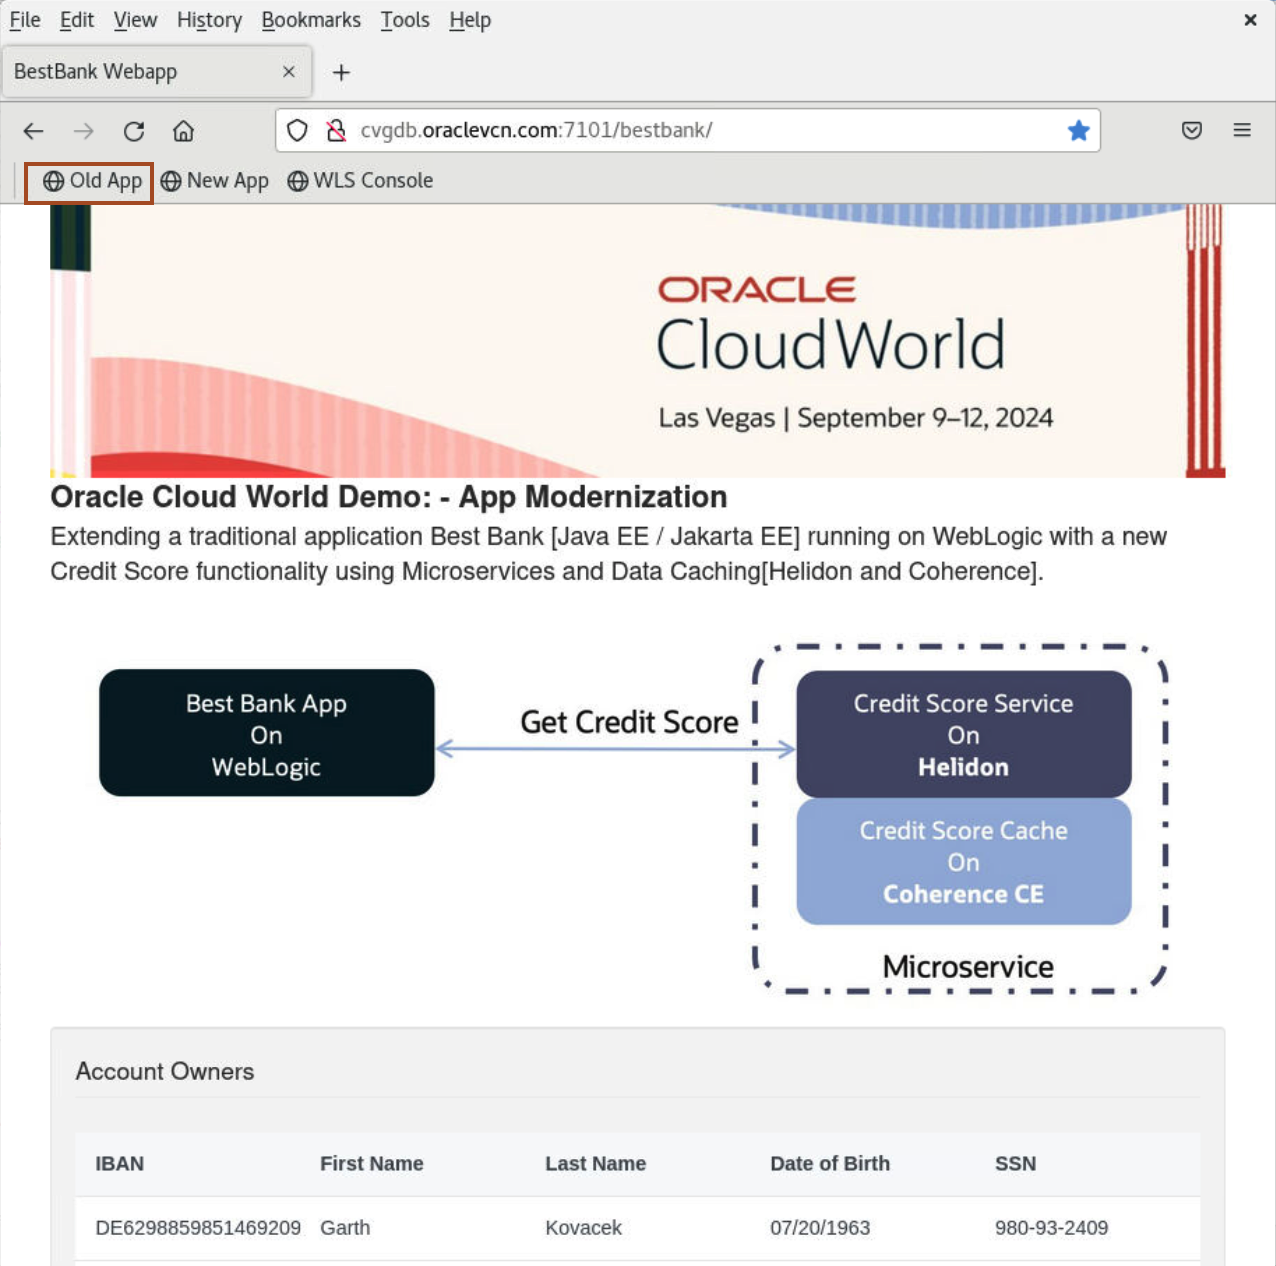 File Edit View History Bookmarks Tools Help
BestBank Webapp
cvgdb.oraclevcn.com:7101/bestbank/
Old App New App WLS Console
ORACLE
CloudWorld
Las Vegas | September 9–12, 2024
Oracle Cloud World Demo: - App Modernization
Extending a traditional application Best Bank [Java EE / Jakarta EE] running on WebLogic with a new
Credit Score functionality using Microservices and Data Caching[Helidon and Coherence].
Best Bank App
On
WebLogic
Get Credit Score
Credit Score Service
On
Helidon
Credit Score Cache
On
Coherence CE
Microservice
Account Owners
IBAN First Name Last Name Date of Birth SSN
DE6298859851469209 Garth Kovacek 07/20/1963 980-93-2409